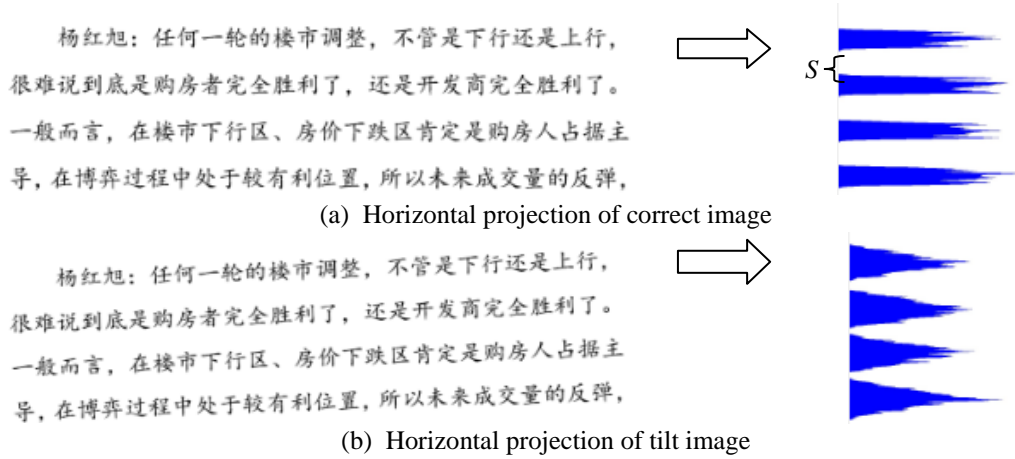 杨红旭：任何一轮的楼市调整，不管是下行还是上行，
很难说到底是购房者完全胜利了，还是开发商完全胜利了。
一般而言，在楼市下行区、房价下跌区肯定是购房人占据主
导，在博弈过程中处于较有利位置，所以未来成交量的反弹，
S
(a) Horizontal projection of correct image
杨红旭：任何一轮的楼市调整，不管是下行还是上行，
很难说到底是购房者完全胜利了，还是开发商完全胜利了。
一般而言，在楼市下行区、房价下跌区肯定是购房人占据主
导，在博弈过程中处于较有利位置，所以未来成交量的反弹，
(b) Horizontal projection of tilt image